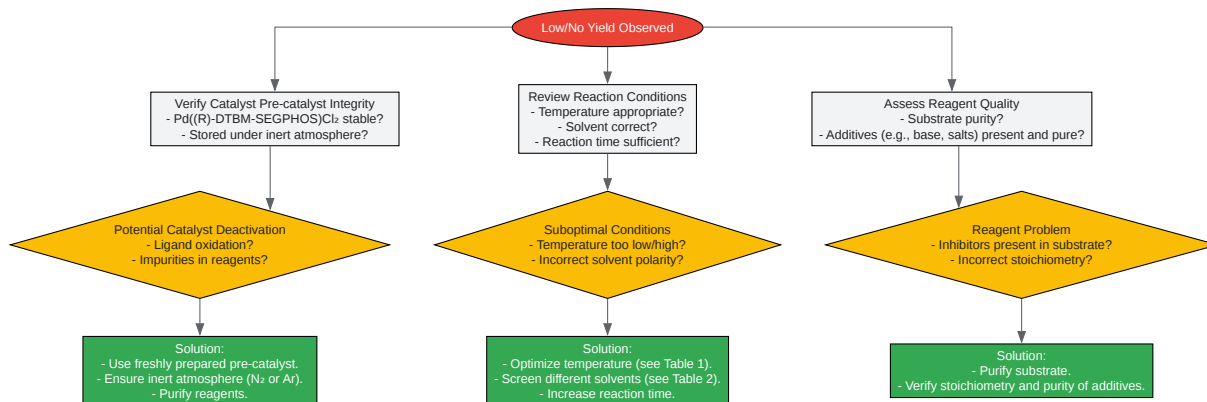 Low/No Yield Observed
Verify Catalyst Pre-catalyst Integrity
- Pd((R)-DTBM-SEGPHOS)Cl₂ stable?
- Stored under inert atmosphere?
Review Reaction Conditions
- Temperature appropriate?
- Solvent correct?
- Reaction time sufficient?
Assess Reagent Quality
- Substrate purity?
- Additives (e.g., base, salts) present and pure?
Potential Catalyst Deactivation
- Ligand oxidation?
- Impurities in reagents?
Suboptimal Conditions
- Temperature too low/high?
- Incorrect solvent polarity?
Reagent Problem
- Inhibitors present in substrate?
- Incorrect stoichiometry?
Solution:
- Use freshly prepared pre-catalyst.
- Ensure inert atmosphere (N₂ or Ar).
- Purify reagents.
Solution:
- Optimize temperature (see Table 1).
- Screen different solvents (see Table 2).
- Increase reaction time.
Solution:
- Purify substrate.
- Verify stoichiometry and purity of additives.